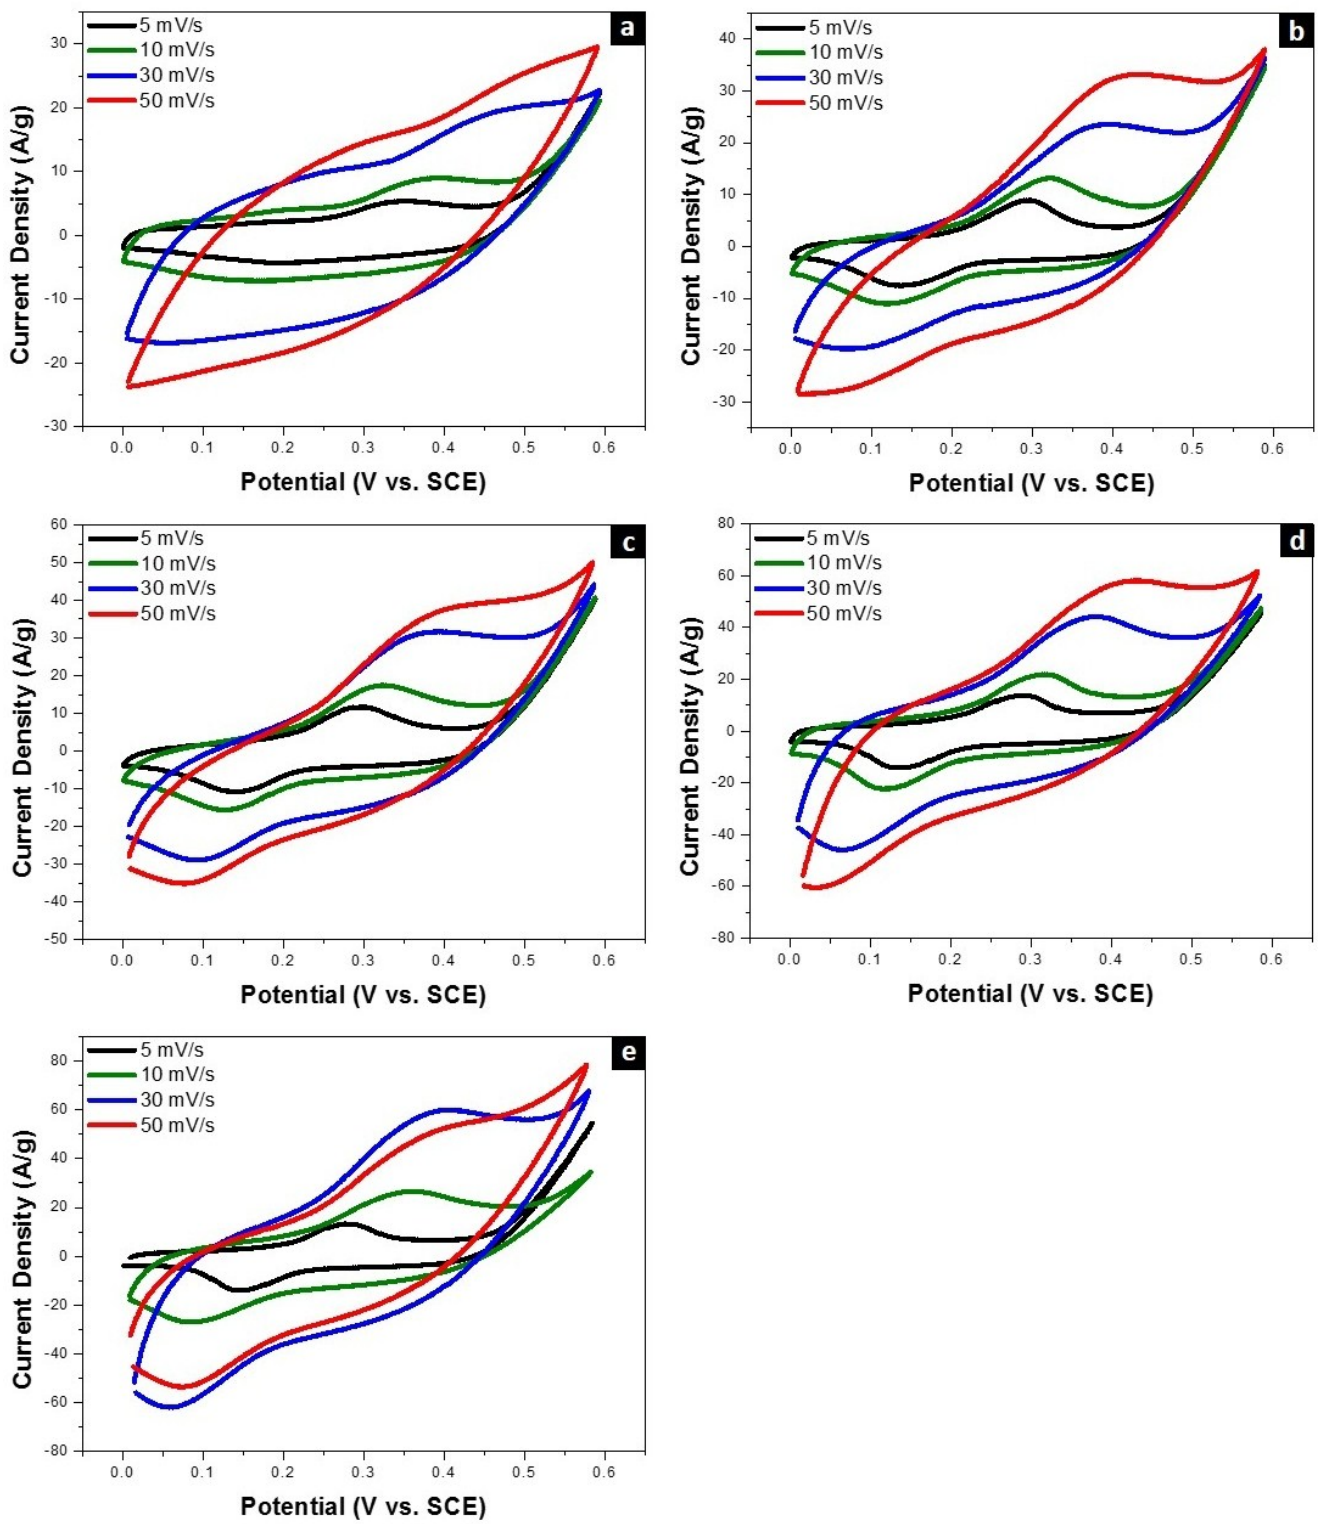 a
5 mV/s
10 mV/s
30 mV/s
50 mV/s
30
20
10
0
-10
-20
-30
0.0 0.1 0.2 0.3 0.4 0.5 0.6
Current Density (A/g)
Potential (V vs. SCE)
b
5 mV/s
10 mV/s
30 mV/s
50 mV/s
40
30
20
10
0
-10
-20
-30
0.0 0.1 0.2 0.3 0.4 0.5 0.6
Current Density (A/g)
Potential (V vs. SCE)
c
5 mV/s
10 mV/s
30 mV/s
50 mV/s
60
50
40
30
20
10
0
-10
-20
-30
-40
-50
0.0 0.1 0.2 0.3 0.4 0.5 0.6
Current Density (A/g)
Potential (V vs. SCE)
d
5 mV/s
10 mV/s
30 mV/s
50 mV/s
80
60
40
20
0
-20
-40
-60
-80
0.0 0.1 0.2 0.3 0.4 0.5 0.6
Current Density (A/g)
Potential (V vs. SCE)
e
5 mV/s
10 mV/s
30 mV/s
50 mV/s
80
60
40
20
0
-20
-40
-60
-80
0.0 0.1 0.2 0.3 0.4 0.5 0.6
Current Density (A/g)
Potential (V vs. SCE)